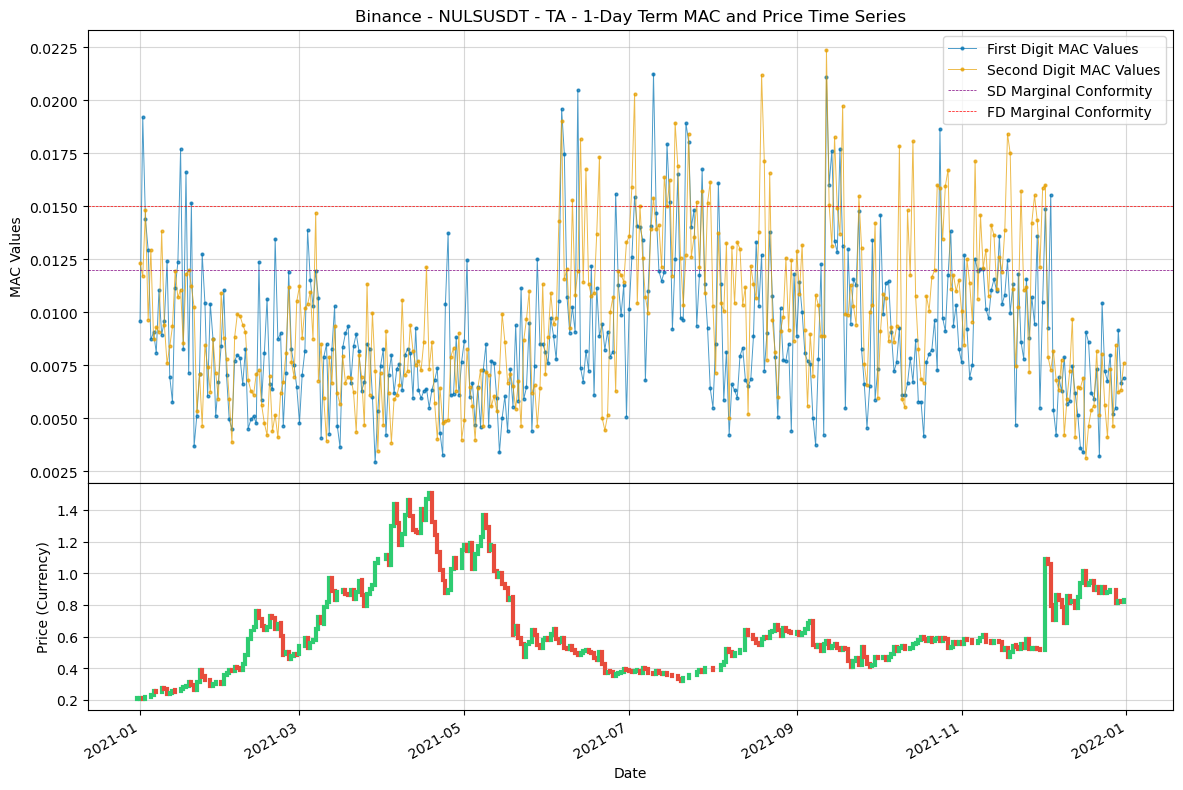 Binance - NULSUSDT - TA - 1-Day Term MAC and Price Time Series
First Digit MAC Values
Second Digit MAC Values
SD Marginal Conformity
FD Marginal Conformity
MAC Values
0.0225
0.0200
0.0175
0.0150
0.0125
0.0100
0.0075
0.0050
0.0025
Price (Currency)
1.4
1.2
1.0
0.8
0.6
0.4
0.2
2021-01
2021-03
2021-05
2021-07
2021-09
2021-11
2022-01
Date